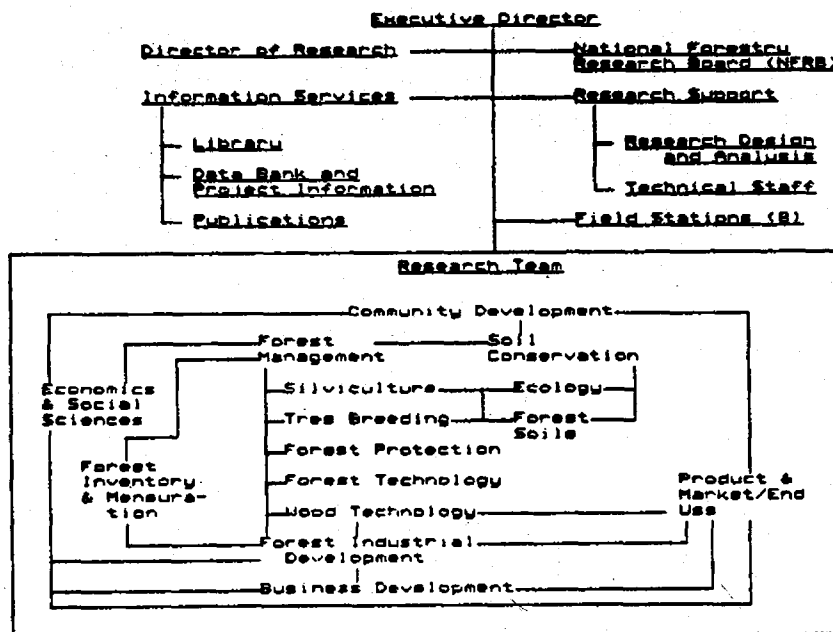 Executive Director
Director of Research
National Forestry
Research Board (NFRB)
Information Services
Research Support
Library
Research Design
and Analysis
Data Bank and
Project Information
Technical Staff
Publications
Field Stations (8)
Research Team
Community Development
Forest
Management
Soil
Conservation
Economics
& Social
Sciences
Silviculture
Ecology
Tree Breeding
Forest
Soils
Forest Protection
Forest
Inventory
& Mensura-
tion
Forest Technology
Product &
Market/End
Use
Wood Technology
Forest Industrial
Development
Business Development